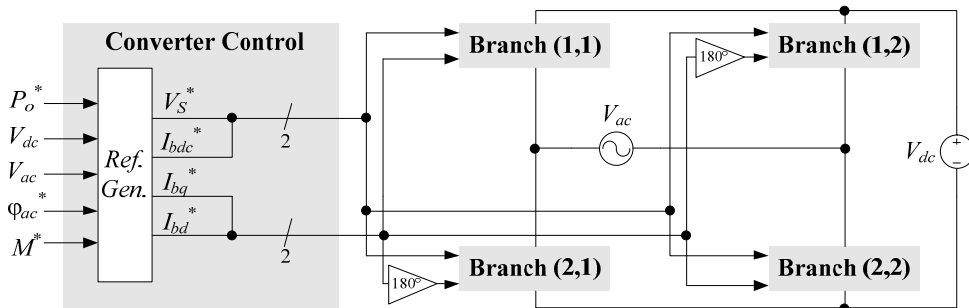 Converter Control
P_o^*
V_dc
V_ac
φ_ac^*
M^*
Ref.
Gen.
V_S^*
I_bdc^*
I_bq^*
I_bd^*
2
2
Branch (1,1)
Branch (1,2)
180°
V_ac
V_dc
+
−
Branch (2,1)
Branch (2,2)
180°